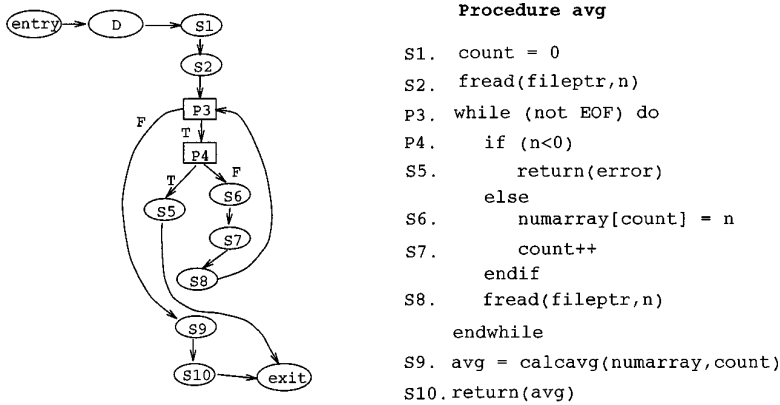 entry
D
S1
S2
P3
F
T
P4
T
F
S5
S6
S7
S8
S9
S10
exit
Procedure avg
S1. count = 0
S2. fread(fileptr,n)
P3. while (not EOF) do
P4. if (n<0)
S5. return(error)
else
S6. numarray[count] = n
S7. count++
endif
S8. fread(fileptr,n)
endwhile
S9. avg = calcavg(numarray,count)
S10. return(avg)